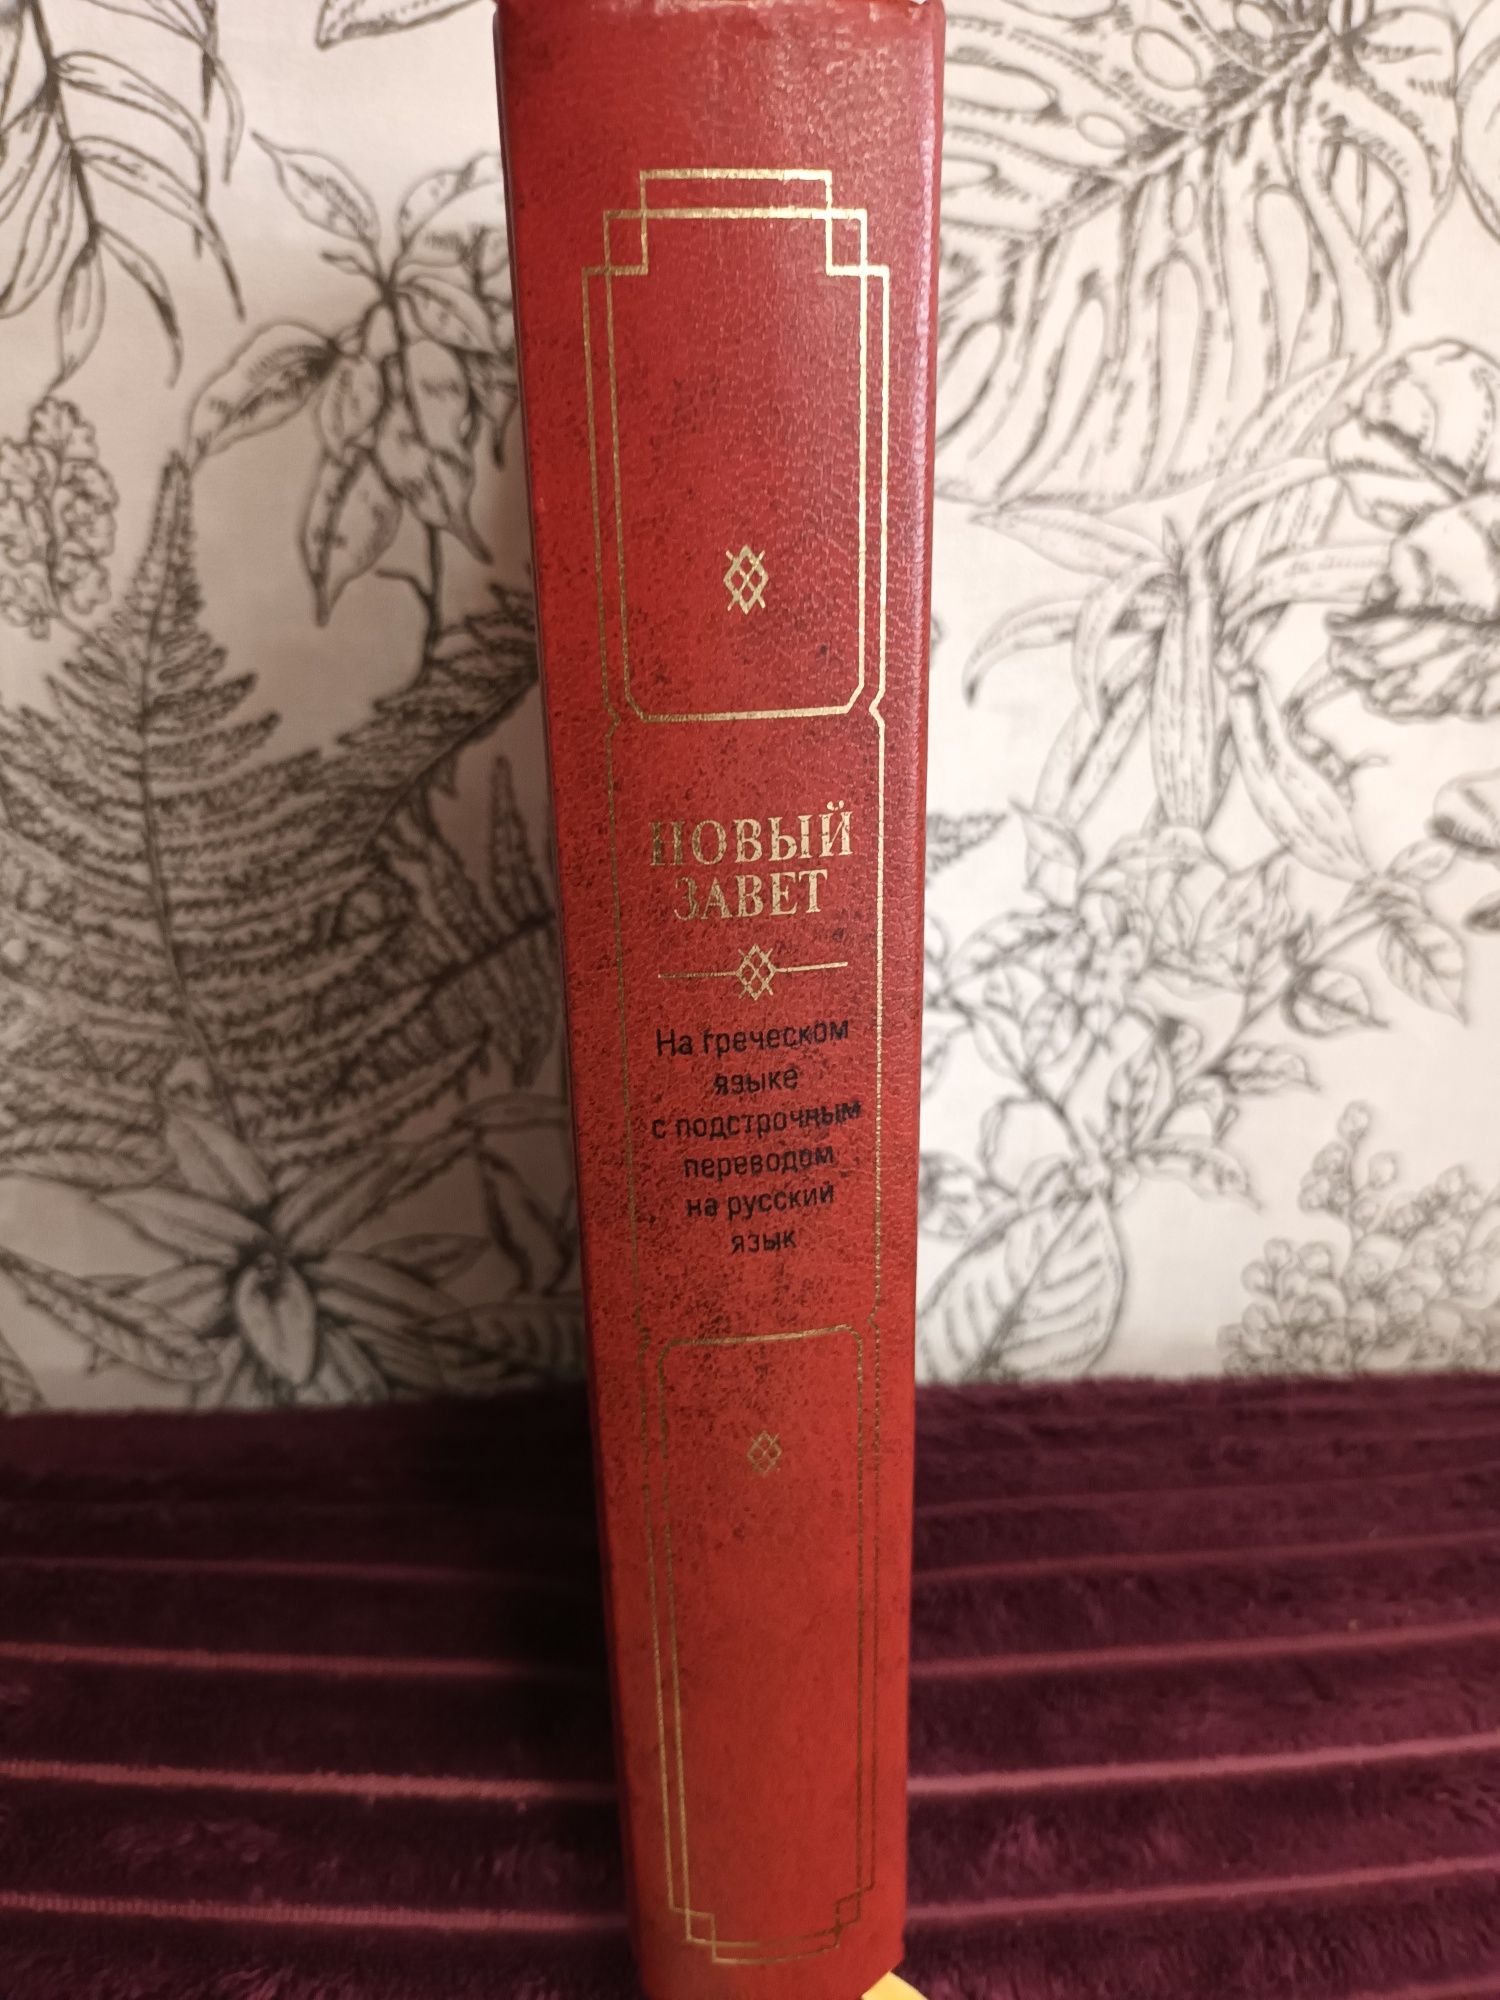 НОВЫЙ
ЗАВЕТ
На греческом
языке
с подстрочным
переводом
на русский
язык